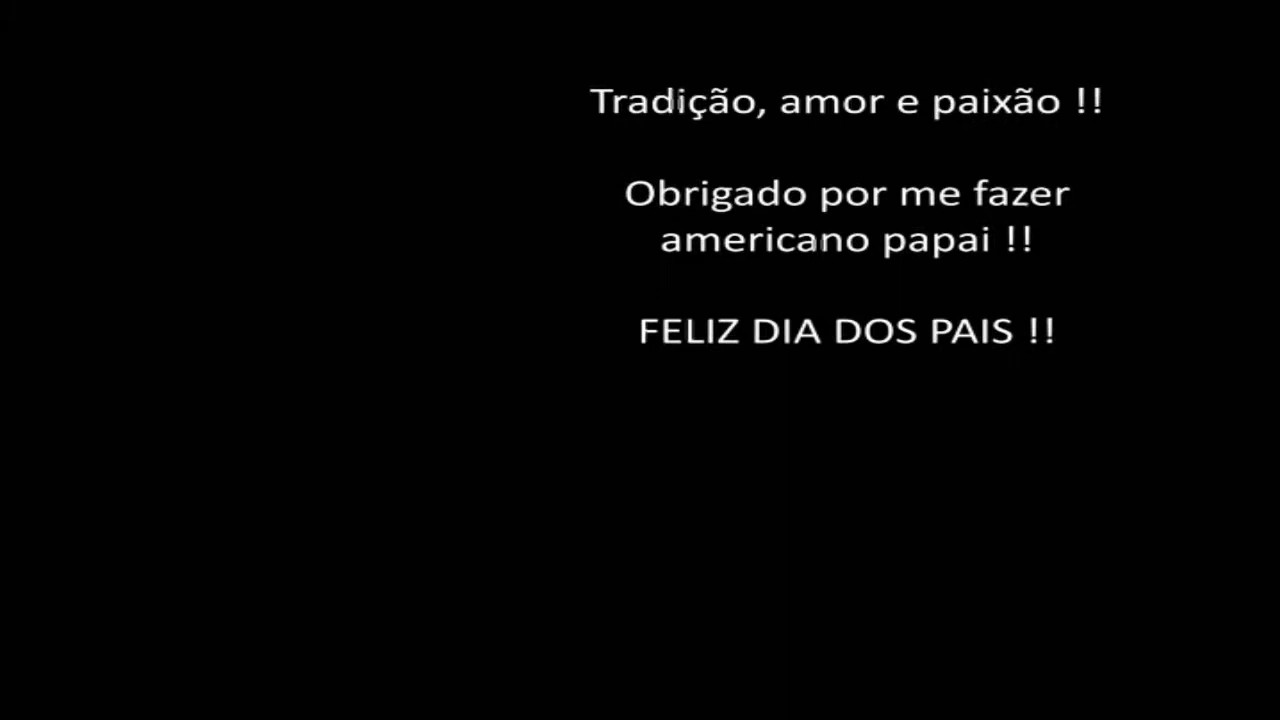 Tradição, amor e paixão !!
Obrigado por me fazer
americano papai !!
FELIZ DIA DOS PAIS !!